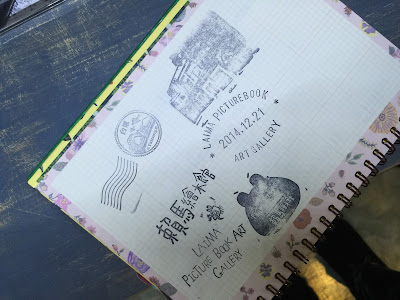 LAIMA PICTUREBOOK
* 2014.12.21 *
ART GALLERY
賴馬繪本館
LAIMA
PICTURE BOOK ART
GALLERY